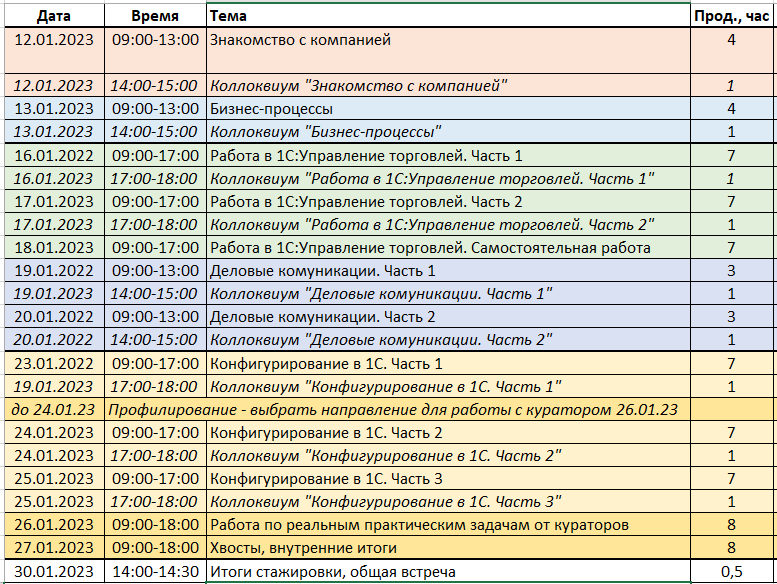 Дата Время Тема Прод., час
12.01.2023 09:00-13:00 Знакомство с компанией 4
12.01.2023 14:00-15:00 Коллоквиум "Знакомство с компанией" 1
13.01.2023 09:00-13:00 Бизнес-процессы 4
13.01.2023 14:00-15:00 Коллоквиум "Бизнес-процессы" 1
16.01.2022 09:00-17:00 Работа в 1С:Управление торговлей. Часть 1 7
16.01.2023 17:00-18:00 Коллоквиум "Работа в 1С:Управление торговлей. Часть 1" 1
17.01.2023 09:00-17:00 Работа в 1С:Управление торговлей. Часть 2 7
17.01.2023 17:00-18:00 Коллоквиум "Работа в 1С:Управление торговлей. Часть 2" 1
18.01.2023 09:00-17:00 Работа в 1С:Управление торговлей. Самостоятельная работа 7
19.01.2022 09:00-13:00 Деловые комуникации. Часть 1 3
19.01.2023 14:00-15:00 Коллоквиум "Деловые комуникации. Часть 1" 1
20.01.2022 09:00-13:00 Деловые комуникации. Часть 2 3
20.01.2022 14:00-15:00 Коллоквиум "Деловые комуникации. Часть 2" 1
23.01.2022 09:00-17:00 Конфигурирование в 1С. Часть 1 7
19.01.2023 17:00-18:00 Коллоквиум "Конфигурирование в 1С. Часть 1" 1
до 24.01.23 Профилирование - выбрать направление для работы с куратором 26.01.23
24.01.2023 09:00-17:00 Конфигурирование в 1С. Часть 2 7
24.01.2023 17:00-18:00 Коллоквиум "Конфигурирование в 1С. Часть 2" 1
25.01.2023 09:00-17:00 Конфигурирование в 1С. Часть 3 7
25.01.2023 17:00-18:00 Коллоквиум "Конфигурирование в 1С. Часть 3" 1
26.01.2023 09:00-18:00 Работа по реальным практическим задачам от кураторов 8
27.01.2023 09:00-18:00 Хвосты, внутренние итоги 8
30.01.2023 14:00-14:30 Итоги стажировки, общая встреча 0,5